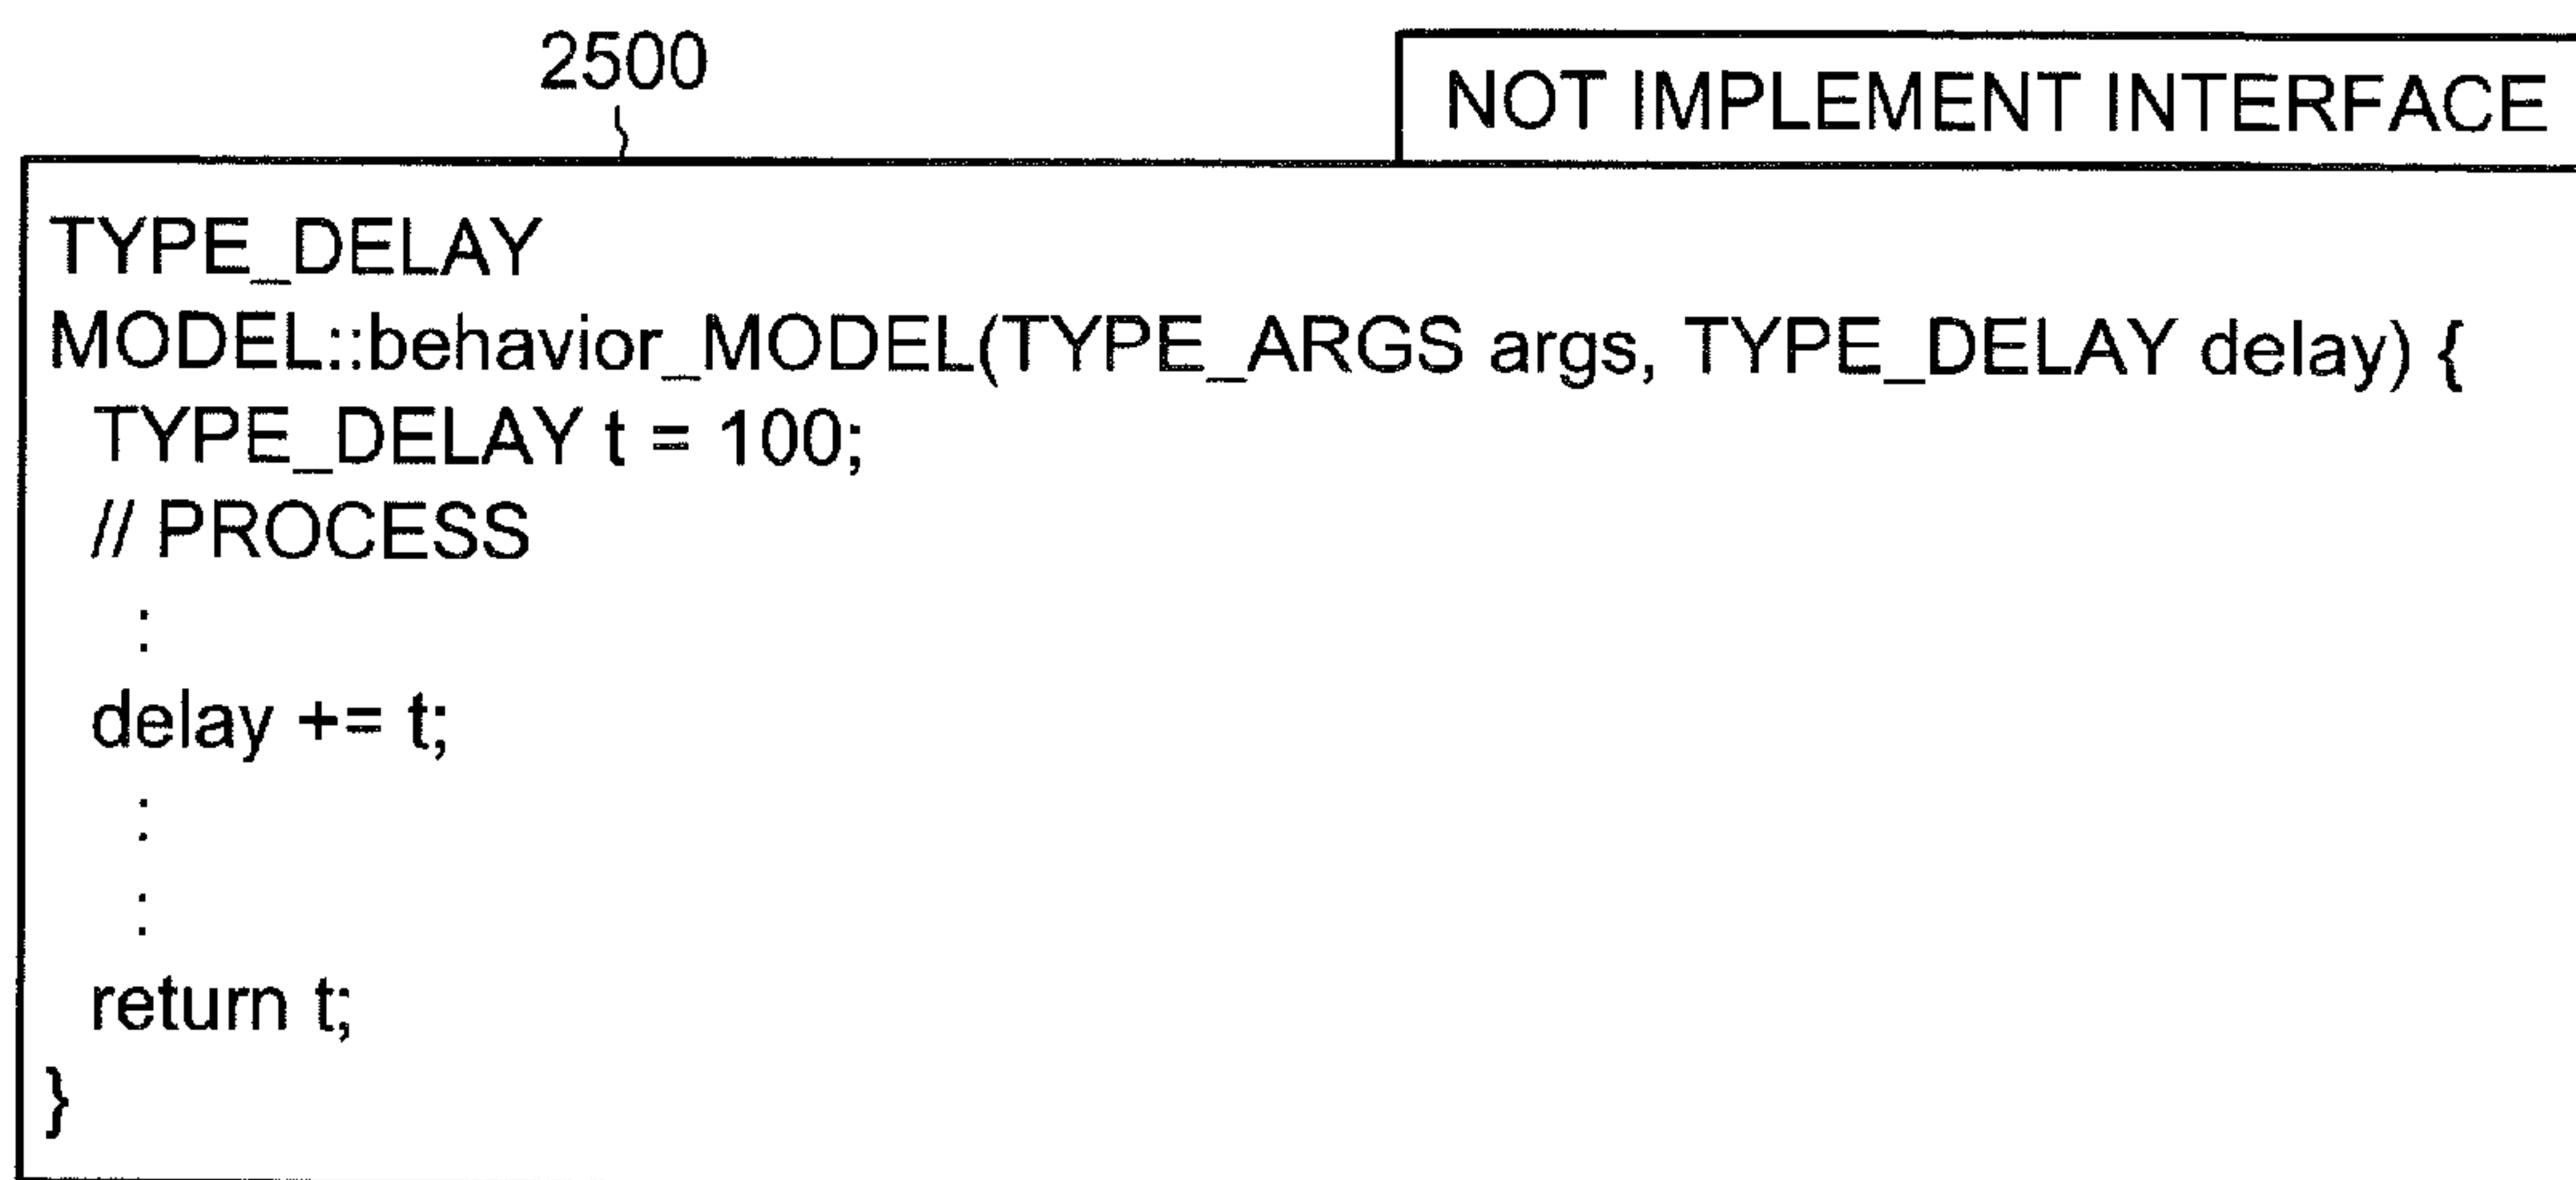 2500
NOT IMPLEMENT INTERFACE
TYPE_DELAY
MODEL::behavior_MODEL(TYPE_ARGS args, TYPE_DELAY delay) {
TYPE_DELAY t = 100;
// PROCESS
:
delay += t;
:
:
return t;
}